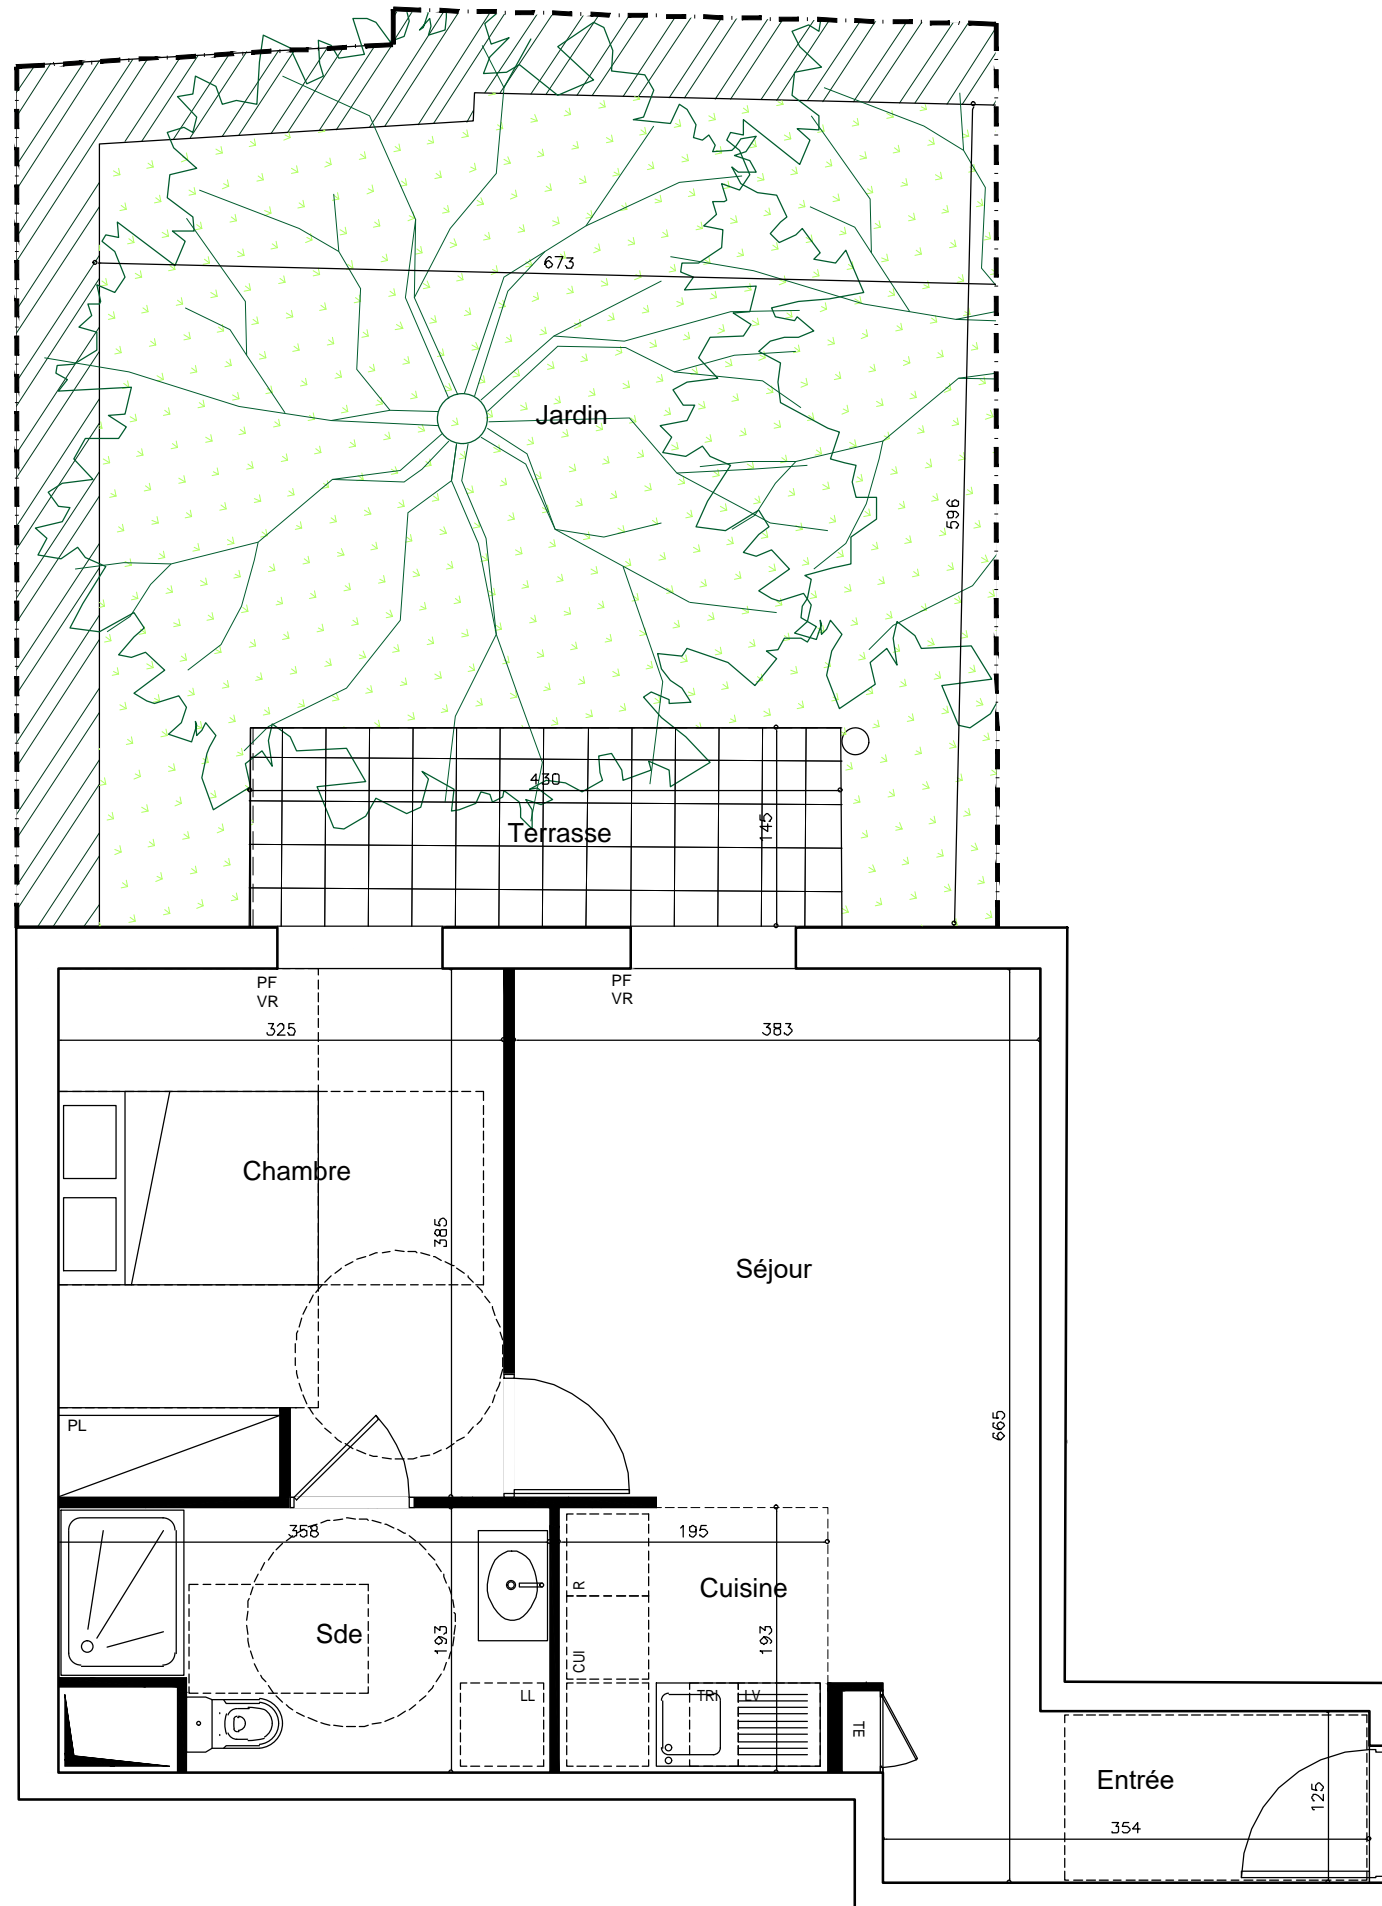 673
Jardin
596
430
Terrasse
145
PF
VR
PF
VR
325
383
Chambre
385
Séjour
PL
665
358
195
R
Cuisine
Sde
193
193
CUI
LL
TRI
LV
TE
Entrée
125
354